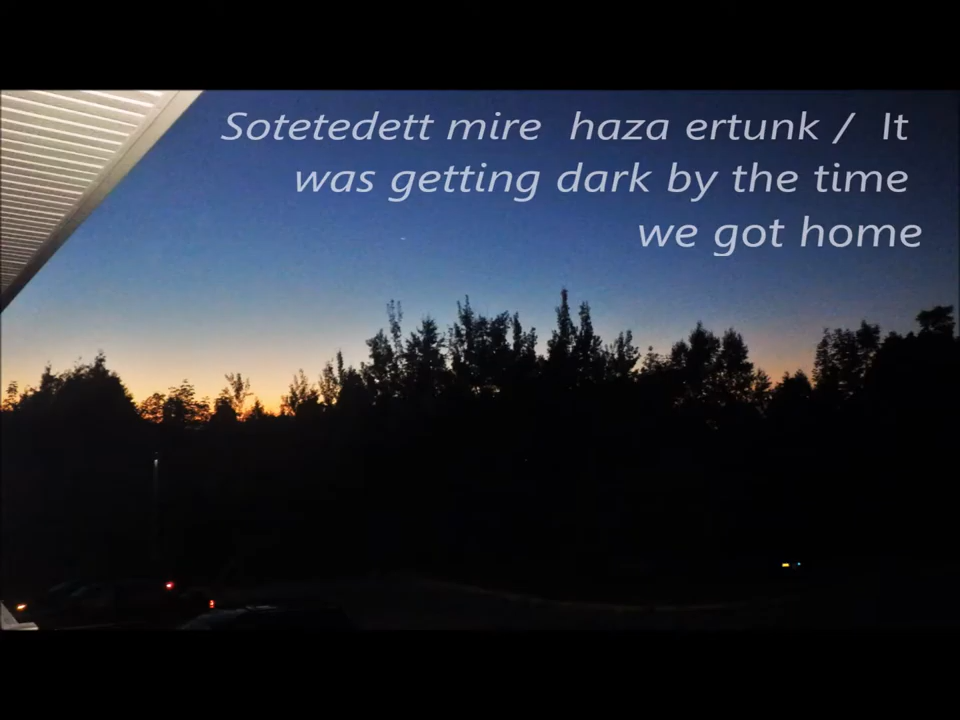 Sotetedett mire haza ertunk / It
was getting dark by the time
we got home